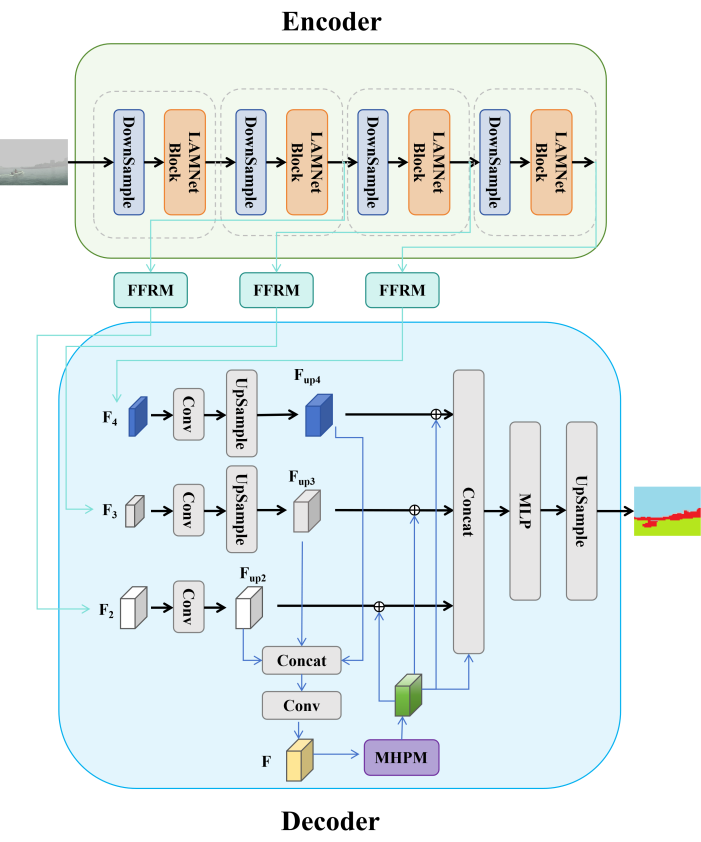 Encoder
DownSample
LAMNet
Block
DownSample
LAMNet
Block
DownSample
LAMNet
Block
DownSample
LAMNet
Block
FFRM
FFRM
FFRM
F4
Conv
UpSample
Fup4
F3
Conv
UpSample
Fup3
F2
Conv
Fup2
Concat
MLP
UpSample
Concat
Conv
F
MHPM
Decoder